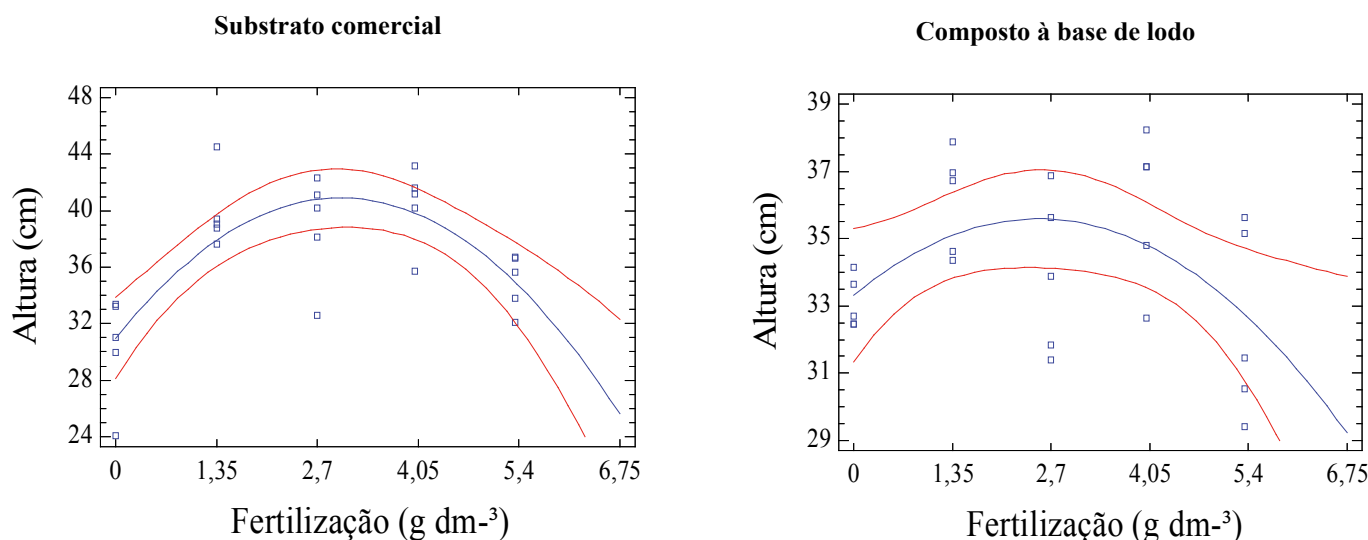 Substrato comercial
48
44
40
36
32
28
24
Altura (cm)
0 1,35 2,7 4,05 5,4 6,75
Fertilização (g dm-³)
Composto à base de lodo
39
37
35
33
31
29
Altura (cm)
0 1,35 2,7 4,05 5,4 6,75
Fertilização (g dm-³)